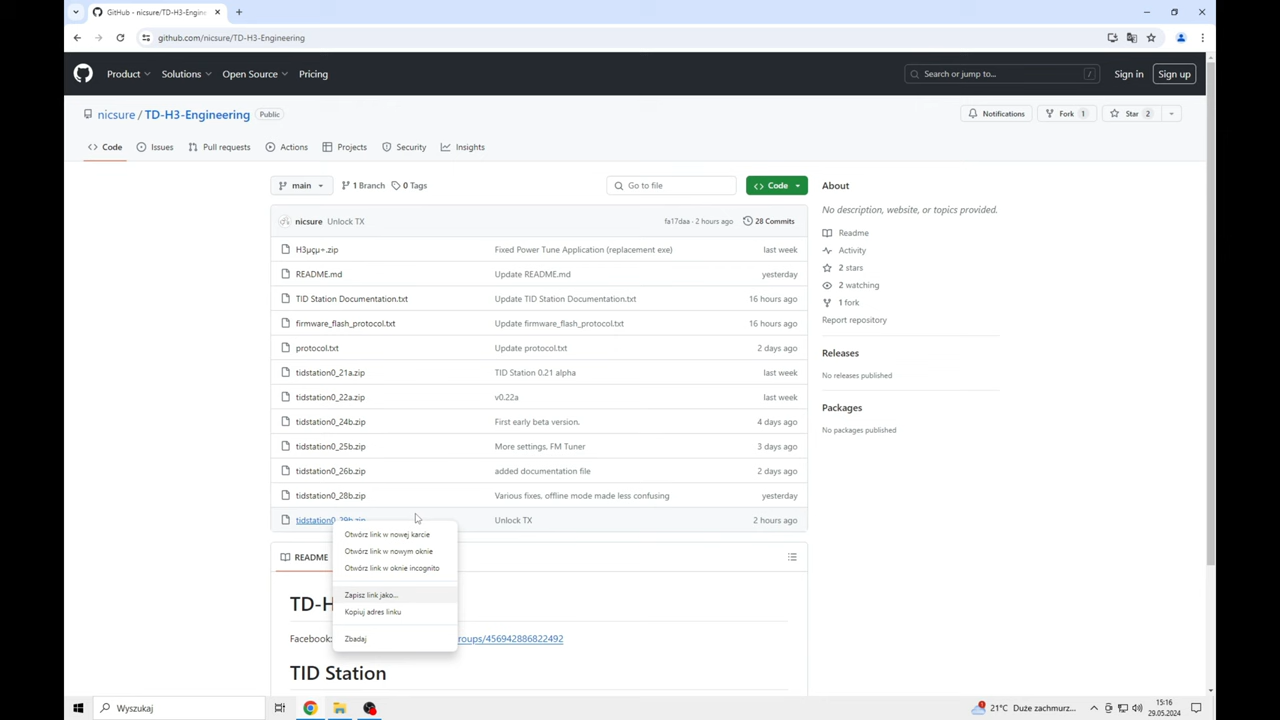 GitHub - nicsure/TD-H3-Engin
github.com/nicsure/TD-H3-Engineering
Product Solutions Open Source Pricing
Search or jump to... /
Sign in Sign up
nicsure / TD-H3-Engineering Public
Notifications Fork 1 Star 2
Code Issues Pull requests Actions Projects Security Insights
main 1 Branch 0 Tags Go to file Code
nicsure Unlock TX fa17daa · 2 hours ago 28 Commits
H3µçµ÷.zip Fixed Power Tune Application (replacement exe) last week
README.md Update README.md yesterday
TID Station Documentation.txt Update TID Station Documentation.txt 16 hours ago
firmware_flash_protocol.txt Update firmware_flash_protocol.txt 16 hours ago
protocol.txt Update protocol.txt 2 days ago
tidstation0_21a.zip TID Station 0.21 alpha last week
tidstation0_22a.zip v0.22a last week
tidstation0_24b.zip First early beta version. 4 days ago
tidstation0_25b.zip More settings, FM Tuner 3 days ago
tidstation0_26b.zip added documentation file 2 days ago
tidstation0_28b.zip Various fixes, offline mode made less confusing yesterday
tidstation0_29b.zip Unlock TX 2 hours ago
About
No description, website, or topics provided.
Readme
Activity
2 stars
2 watching
1 fork
Report repository
Releases
No releases published
Packages
No packages published
Otwórz link w nowej karcie
Otwórz link w nowym oknie
Otwórz link w oknie incognito
Zapisz link jako...
Kopiuj adres linku
Zbadaj
README
TD-H
Facebook: roups/456942886822492
TID Station
Wyszukaj
21°C Duże zachmurz...
15:16
29.05.2024